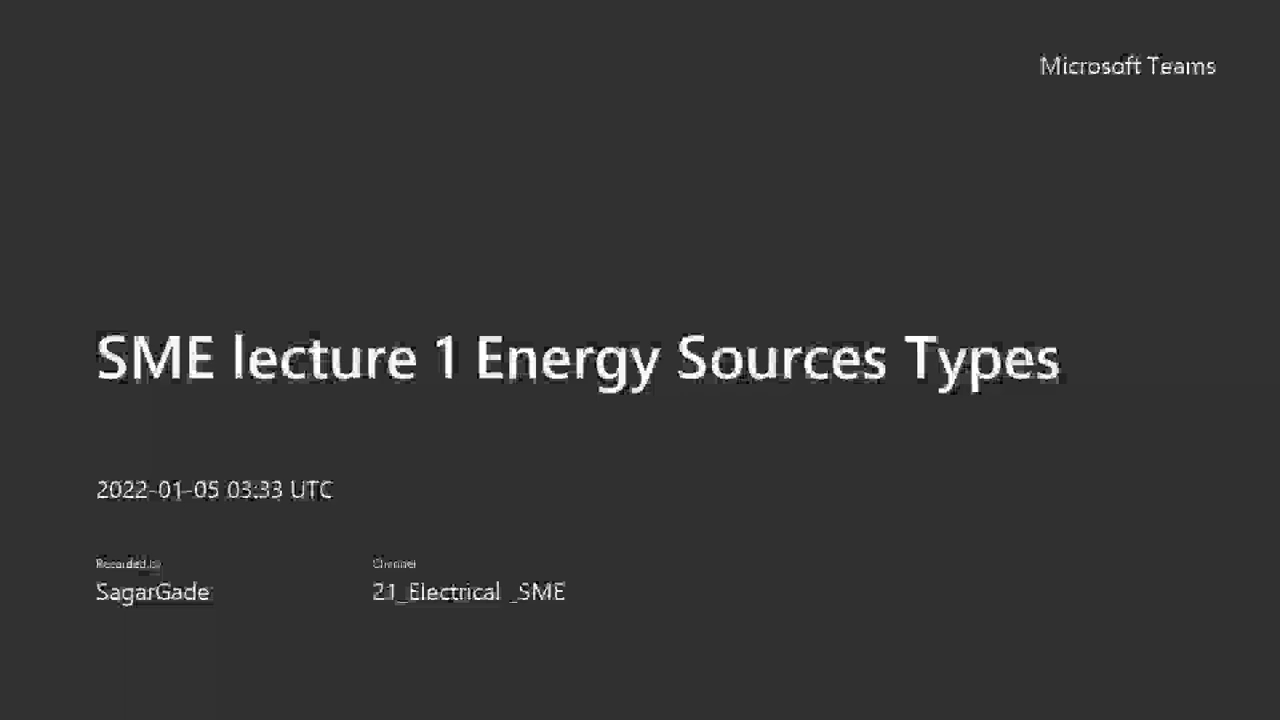 Microsoft Teams
SME lecture 1 Energy Sources Types
2022-01-05 03:33 UTC
Recorded by
Channel
SagarGade
21_Electrical _SME